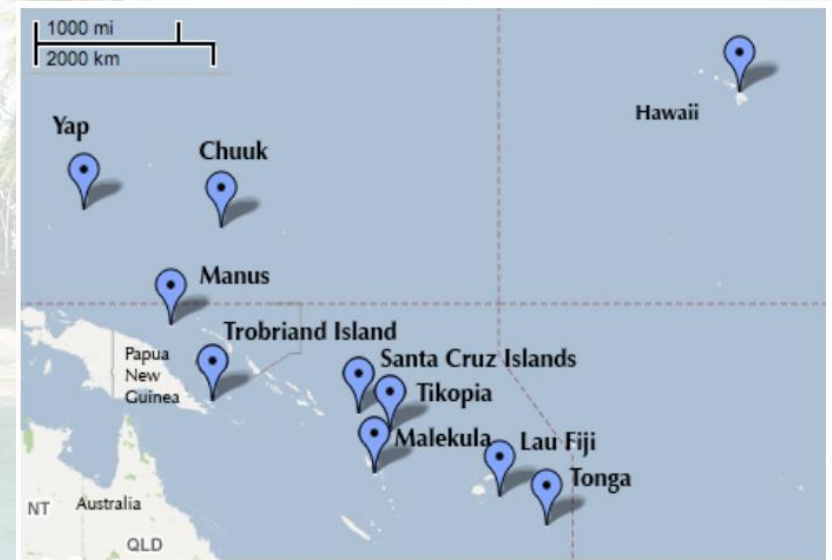 1000 mi
2000 km
Hawaii
Yap
Chuuk
Manus
Trobriand Island
Papua
New
Guinea
Santa Cruz Islands
Tikopia
Malekula
Lau Fiji
Tonga
NT
Australia
QLD